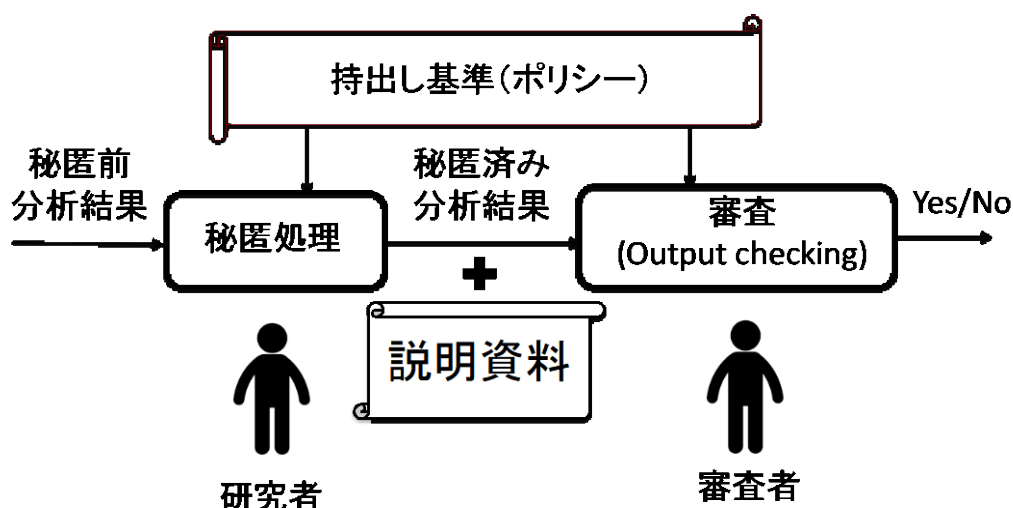 持出し基準（ポリシー）
秘匿前
分析結果
秘匿処理
秘匿済み
分析結果
審査
(Output checking)
Yes/No
説明資料
研究者
審査者